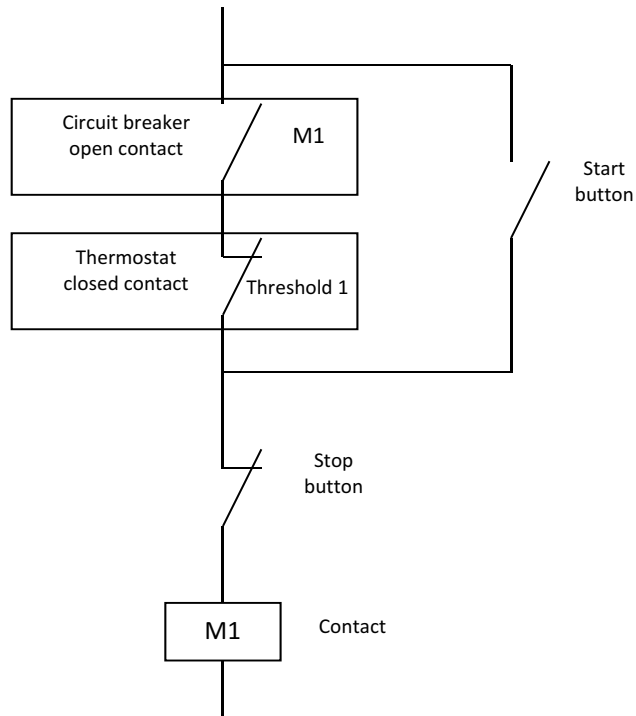 Circuit breaker
open contact
M1
Start
button
Thermostat
closed contact
Threshold 1
Stop
button
M1
Contact